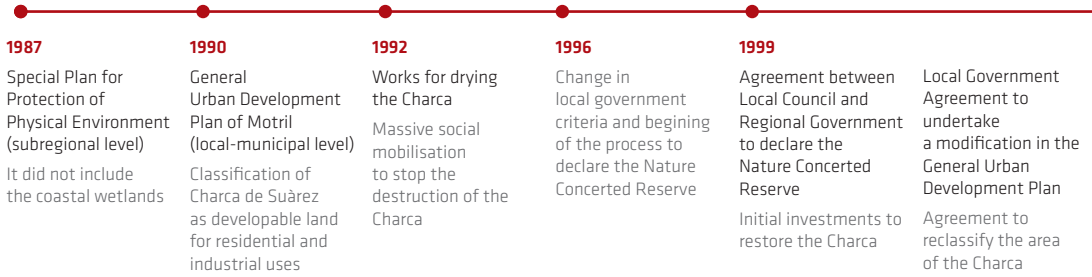 1987
Special Plan for
Protection of
Physical Environment
(subregional level)
It did not include
the coastal wetlands
1990
General
Urban Development
Plan of Motril
(local-municipal level)
Classification of
Charca de Suàrez
as developable land
for residential and
industrial uses
1992
Works for drying
the Charca
Massive social
mobilisation
to stop the
destruction of the
Charca
1996
Change in
local government
criteria and begining
of the process to
declare the Nature
Concerted Reserve
1999
Agreement between
Local Council and
Regional Government
to declare the
Nature Concerted
Reserve
Initial investments to
restore the Charca
Local Government
Agreement to
undertake
a modification in the
General Urban
Development Plan
Agreement to
reclassify the area
of the Charca